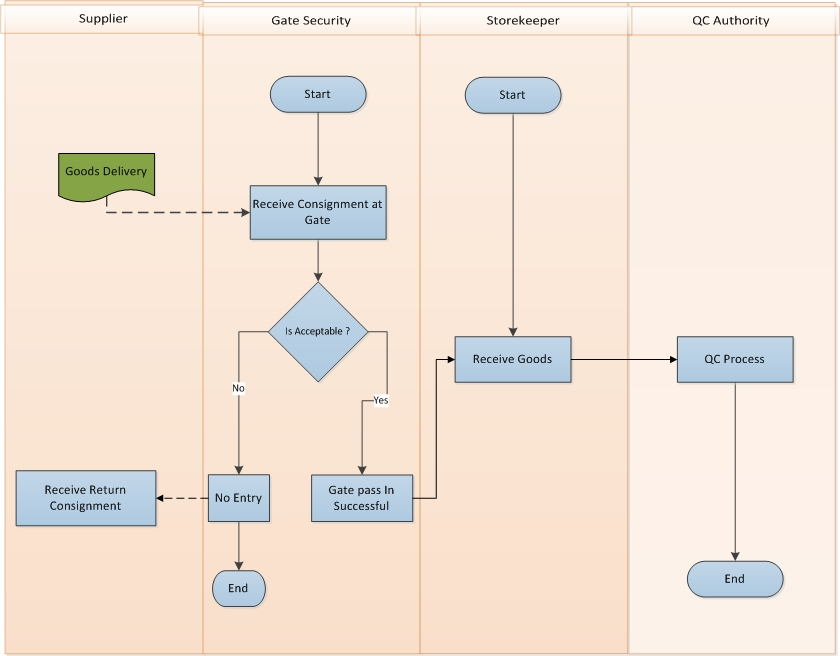 Supplier
Gate Security
Storekeeper
QC Authority
Start
Start
Goods Delivery
Receive Consignment at
Gate
Is Acceptable ?
Receive Goods
QC Process
No
Yes
Receive Return
Consignment
No Entry
Gate pass In
Successful
End
End